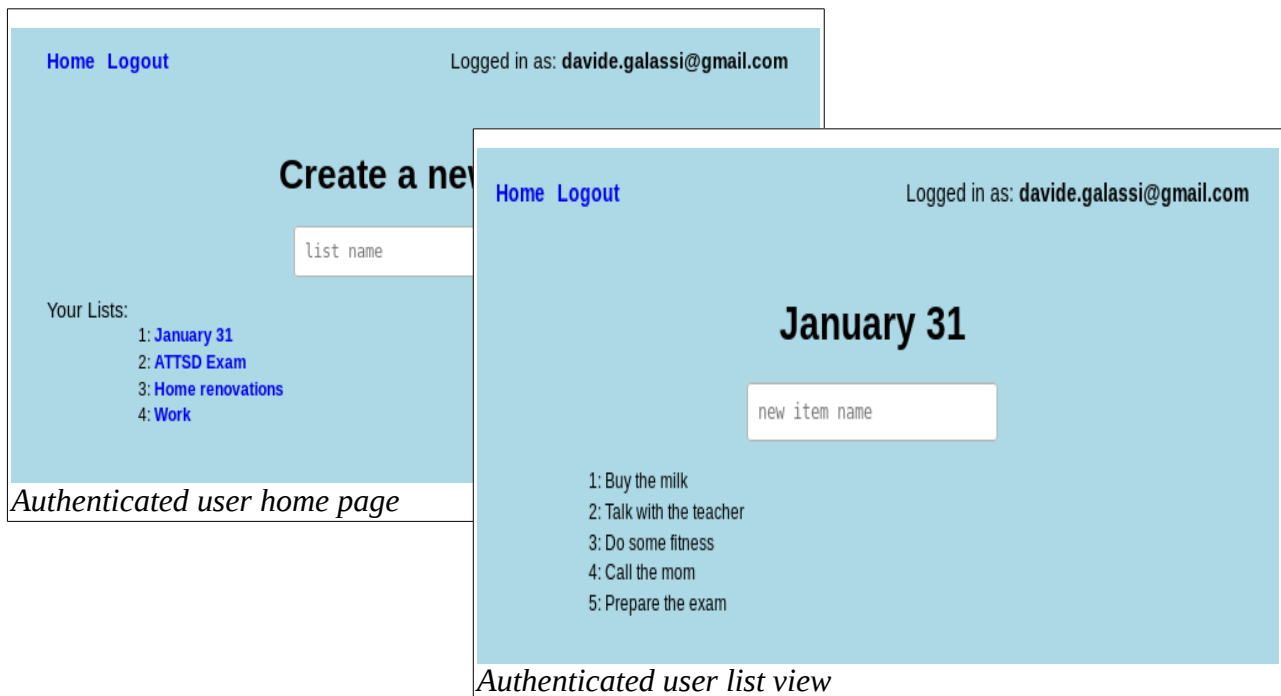 Home Logout Logged in as: davide.galassi@gmail.com
Create a new
list name
Your Lists:
1: January 31
2: ATTSD Exam
3: Home renovations
4: Work
Authenticated user home page
Home Logout Logged in as: davide.galassi@gmail.com
January 31
new item name
1: Buy the milk
2: Talk with the teacher
3: Do some fitness
4: Call the mom
5: Prepare the exam
Authenticated user list view